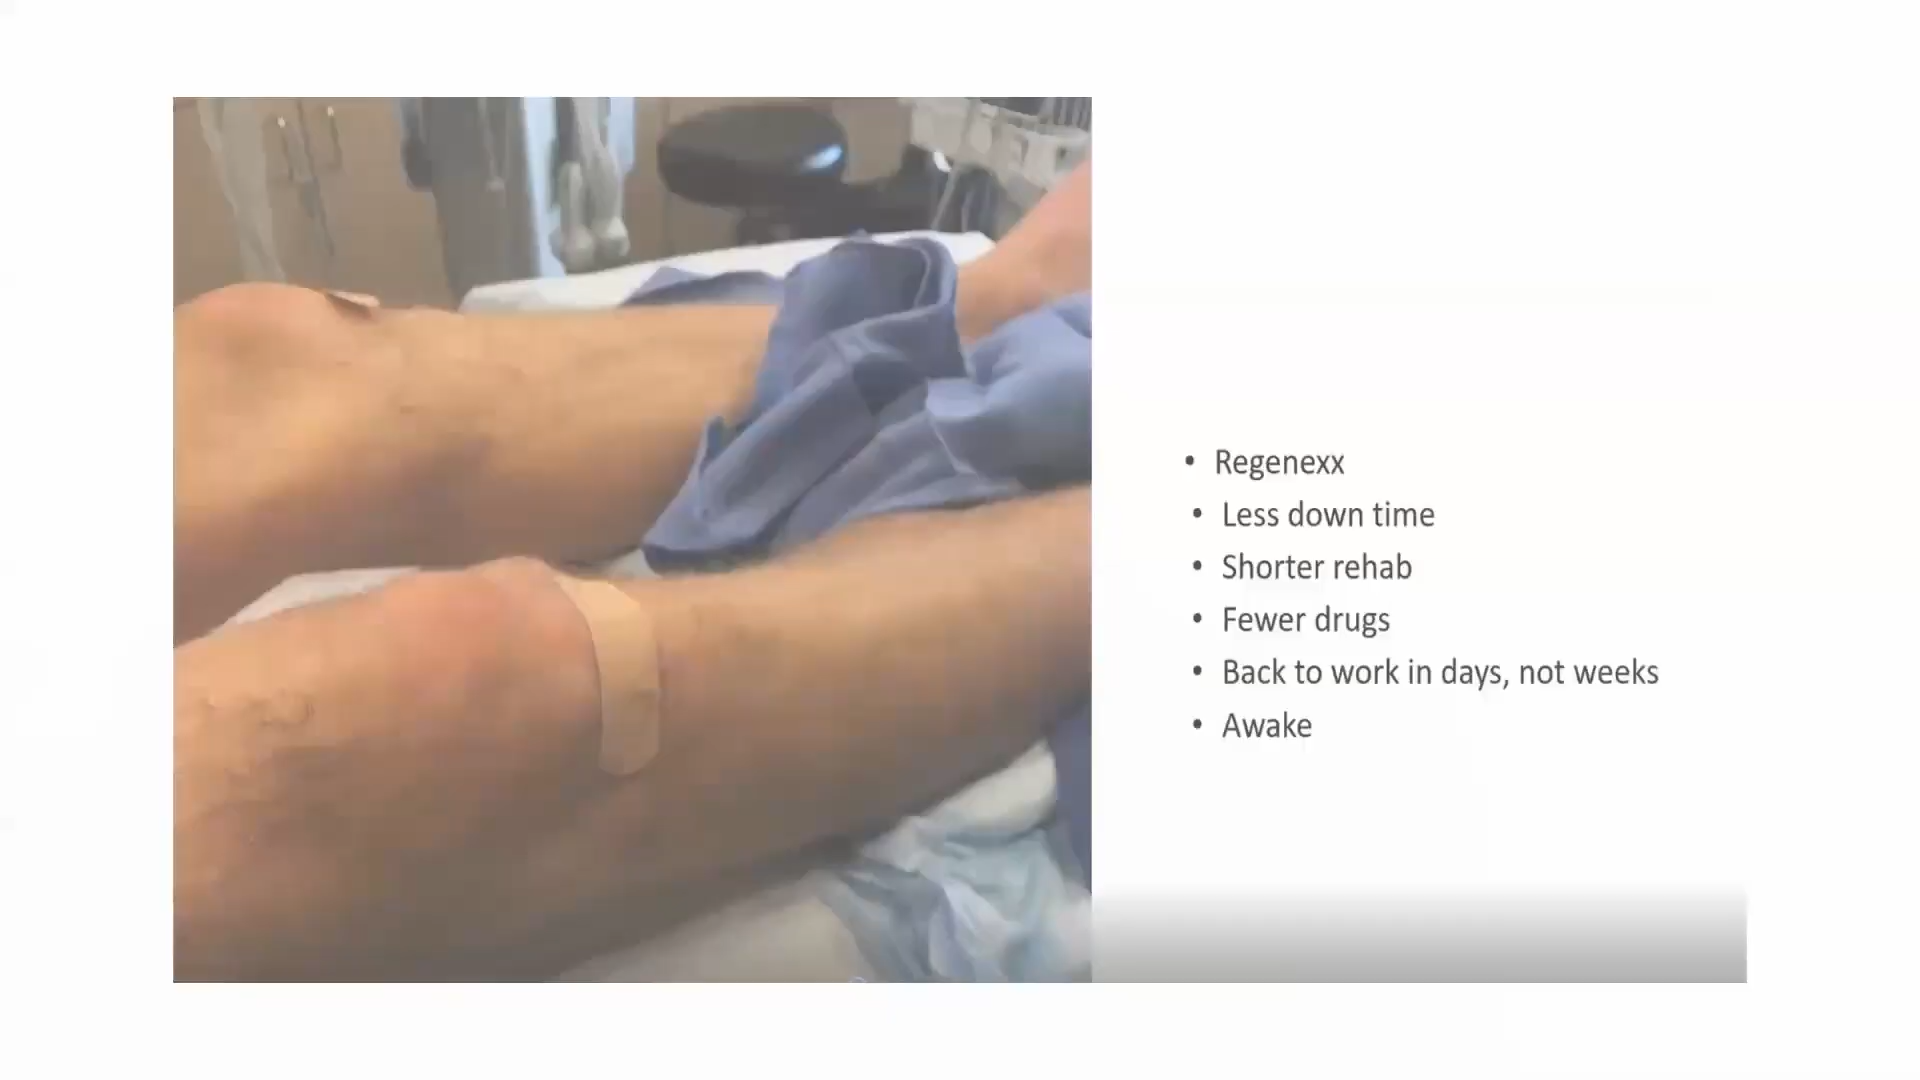 • Regenexx
• Less down time
• Shorter rehab
• Fewer drugs
• Back to work in days, not weeks
• Awake